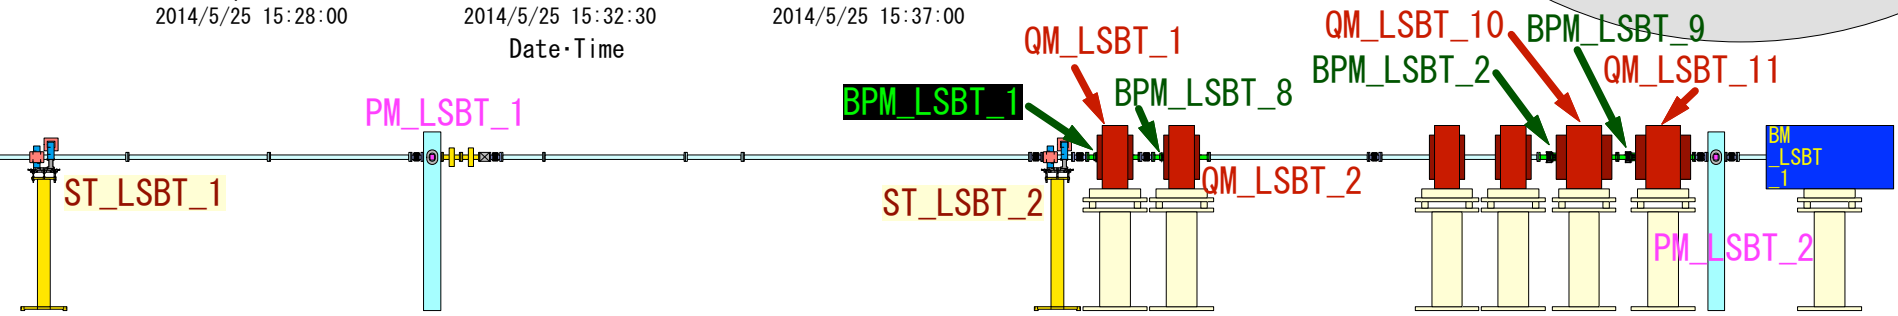 2014/5/25 15:28:00
2014/5/25 15:32:30
2014/5/25 15:37:00
Date・Time
QM_LSBT_1
QM_LSBT_10
BPM_LSBT_9
BPM_LSBT_2
QM_LSBT_11
PM_LSBT_1
BPM_LSBT_1
BPM_LSBT_8
BM
_LSBT
_1
ST_LSBT_1
ST_LSBT_2
QM_LSBT_2
PM_LSBT_2